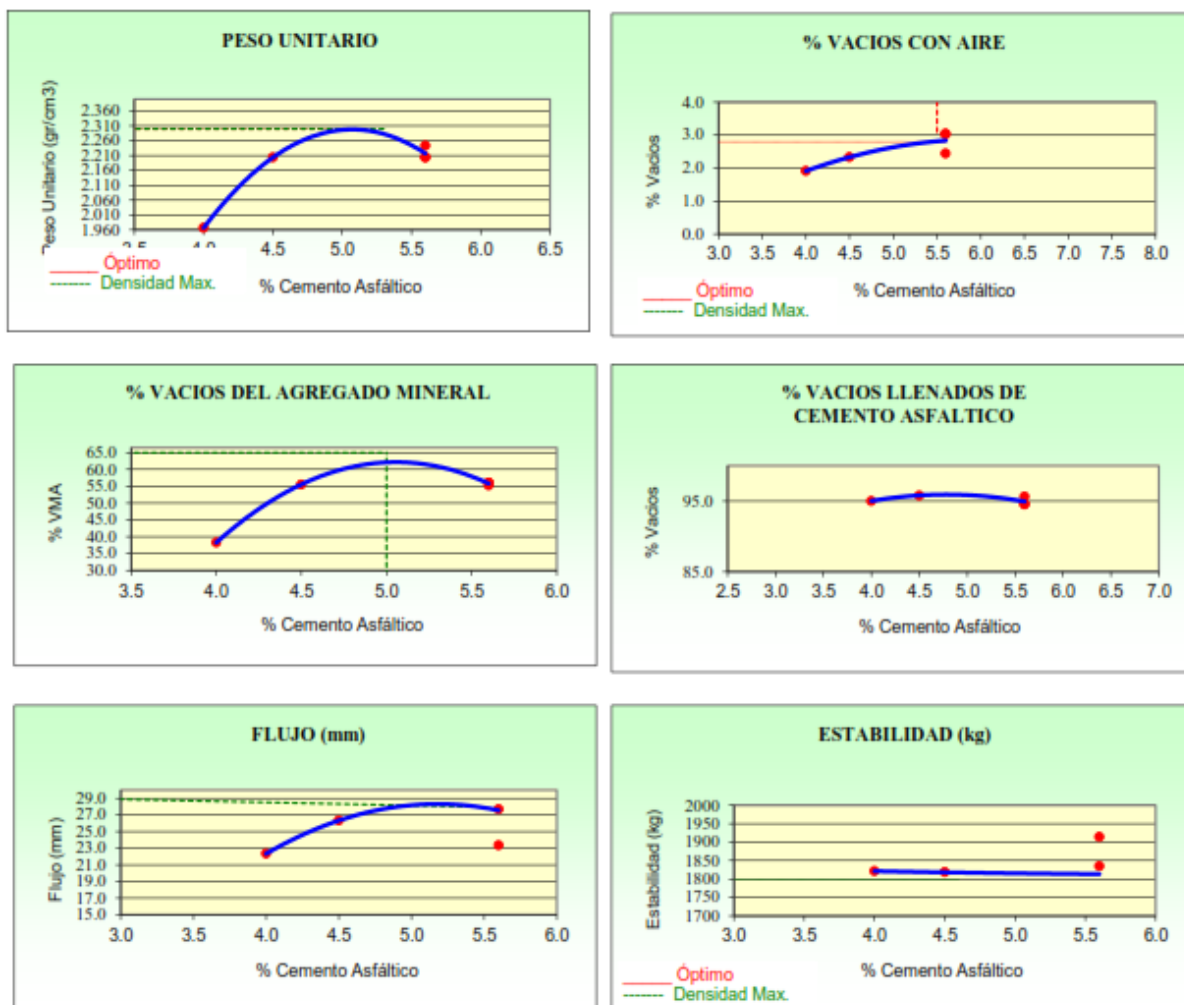 PESO UNITARIO
Peso Unitario (gr/cm3)
2.360
2.310
2.260
2.210
2.160
2.110
2.060
2.010
1.960
4.5 5.0 5.5 6.0 6.5
% Cemento Asfáltico
______ Óptimo
------- Densidad Max.
% VACIOS CON AIRE
% Vacios
4.0
3.0
2.0
1.0
0.0
3.0 3.5 4.0 4.5 5.0 5.5 6.0 6.5 7.0 7.5 8.0
% Cemento Asfáltico
______ Óptimo
------- Densidad Max.
% VACIOS DEL AGREGADO MINERAL
% VMA
65.0
60.0
55.0
50.0
45.0
40.0
35.0
30.0
3.5 4.0 4.5 5.0 5.5 6.0
% Cemento Asfáltico
% VACIOS LLENADOS DE
CEMENTO ASFALTICO
% Vacios
95.0
85.0
2.5 3.0 3.5 4.0 4.5 5.0 5.5 6.0 6.5 7.0
% Cemento Asfáltico
FLUJO (mm)
Flujo (mm)
29.0
27.0
25.0
23.0
21.0
19.0
17.0
15.0
3.0 3.5 4.0 4.5 5.0 5.5 6.0
% Cemento Asfáltico
ESTABILIDAD (kg)
Estabilidad (kg)
2000
1950
1900
1850
1800
1750
1700
3.0 3.5 4.0 4.5 5.0 5.5 6.0
% Cemento Asfáltico
______ Óptimo
------- Densidad Max.